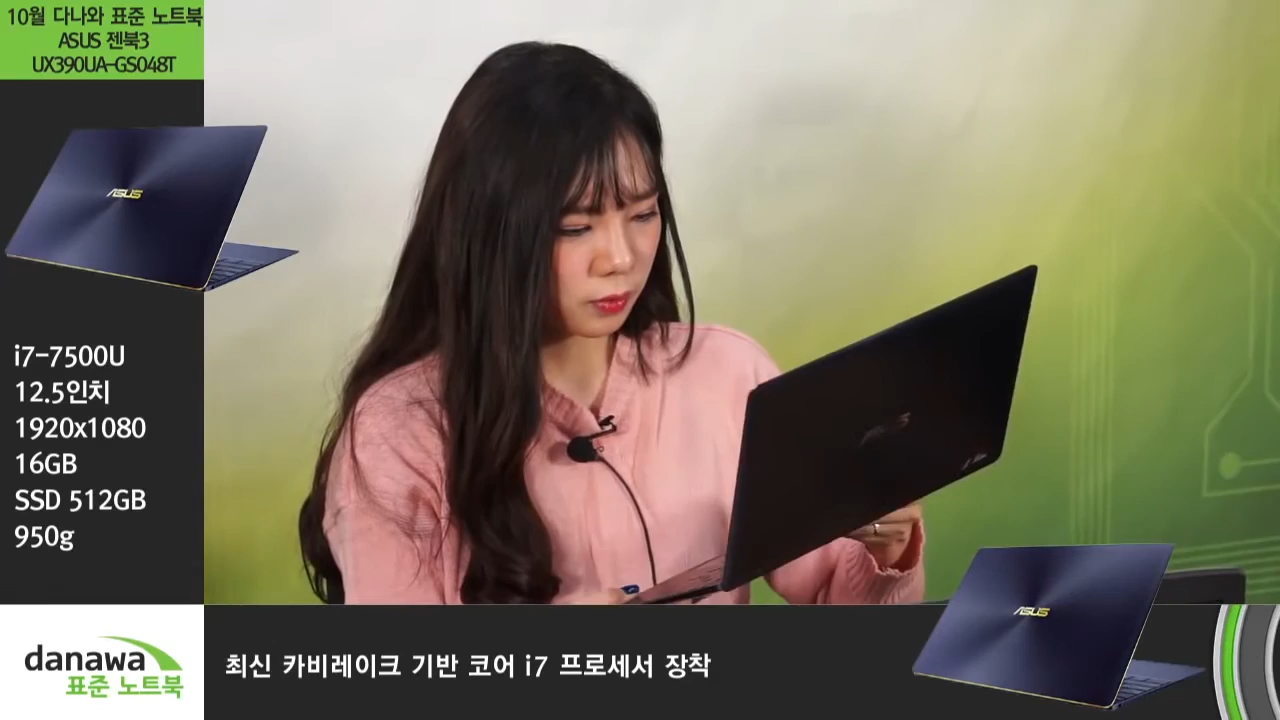 10월 다나와 표준 노트북
ASUS 젠북3
UX390UA-GS048T
ASUS
i7-7500U
12.5인치
1920x1080
16GB
SSD 512GB
950g
danawa
표준 노트북
최신 카비레이크 기반 코어 i7 프로세서 장착
ASUS